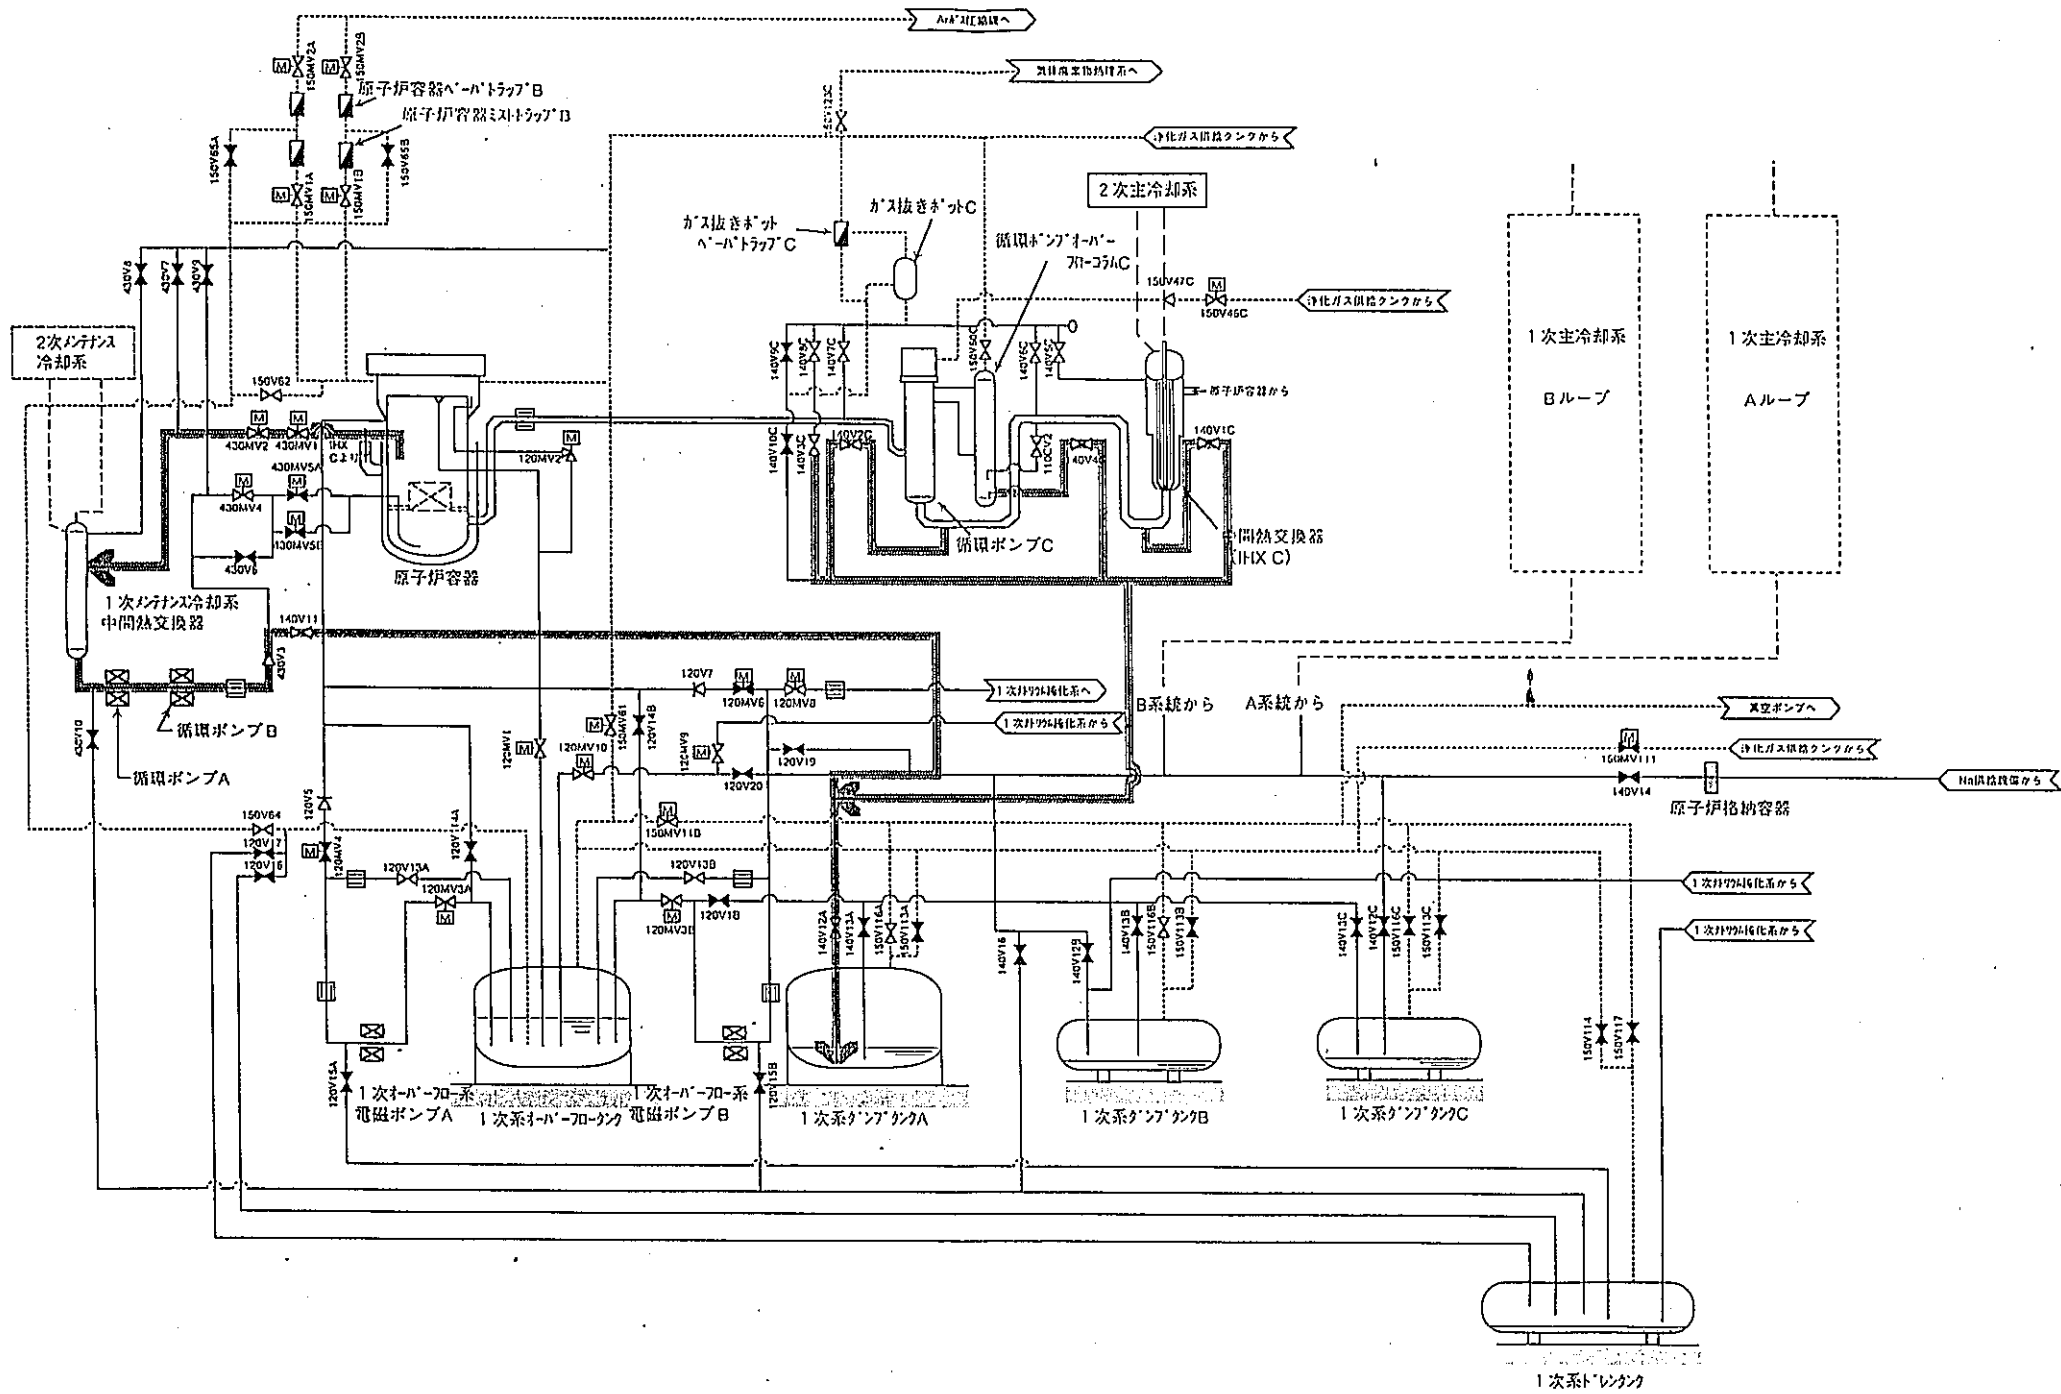 Arガス圧縮機へ
150MV2A
150MV2B
原子炉容器ベーパトラップB
原子炉容器ミストトラップB
150V65A
150V65B
150MV1A
150MV1B
気体廃棄物処理系へ
浄化ガス供給タンクから
ガス抜きポットC
ガス抜きポット
ベーパトラップC
循環ポンプオーバー
フローコラムC
2次主冷却系
150V47C
150V46C
浄化ガス供給タンクから
430V8
430V7
430V9
2次メンテナンス
冷却系
150V62
430MV2
430MV1
IHX
Cより
430MV5A
430MV4
430V6
120MV2
原子炉容器
140V9C
140V8C
140V7C
150V50C
140V6C
140V5C
原子炉容器から
140V10C
140V3C
140V2C
110CV2
140V4C
140V1C
循環ポンプC
中間熱交換器
(IHX C)
1次主冷却系
Bループ
1次主冷却系
Aループ
1次メンテナンス冷却系
中間熱交換器
140V11
430V3
循環ポンプB
循環ポンプA
430V10
120V7
120MV6
120MV8
1次ナトリウム純化系へ
1次ナトリウム純化系から
B系統から
A系統から
真空ポンプへ
浄化ガス供給タンクから
150MV111
140V14
原子炉格納容器
Na供給設備から
120MV1
150MV61
120V14B
120MV10
120MV9
120V19
120V20
120V5
150V64
120V17
120V16
120MV4
120V14A
120V13A
120MV3A
150MV11B
120V13B
120V18
1次ナトリウム純化系から
1次ナトリウム純化系から
140V12A
140V13A
150V116A
150V113A
140V16
140V12B
140V13B
150V116B
150V113B
140V13C
140V12C
150V116C
150V113C
150V114
150V117
120V15A
120V15B
1次オーバーフロー系
電磁ポンプA
1次系オーバーフロータンク
1次オーバーフロー系
電磁ポンプB
1次系ダンプタンクA
1次系ダンプタンクB
1次系ダンプタンクC
1次系ドレンタンク